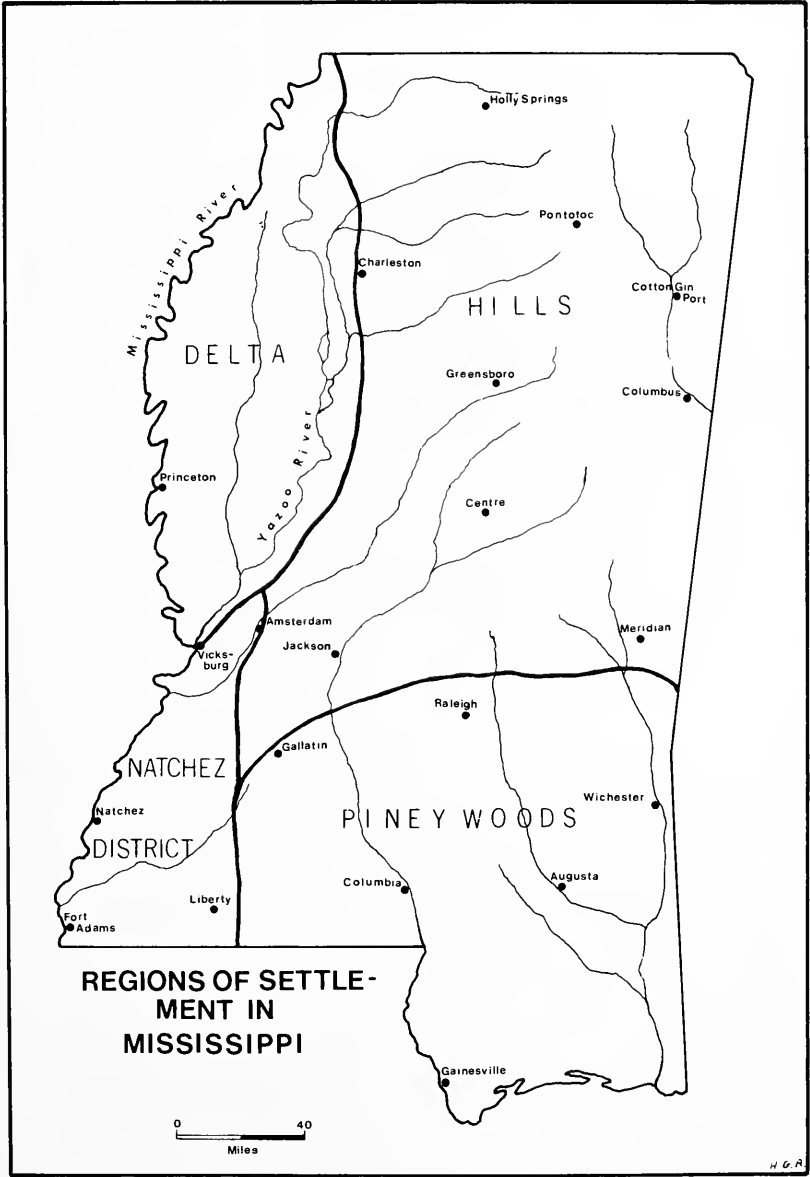 Holly Springs
Mississippi River
Pontotoc
Charleston
Cotton Gin
Port
HILLS
DELTA
Greensboro
Columbus
Yazoo River
Princeton
Centre
Amsterdam
Meridian
Jackson
Vicks-
burg
Raleigh
Gallatin
NATCHEZ
Wichester
Natchez
PINEY WOODS
DISTRICT
Augusta
Columbia
Liberty
Fort
Adams
REGIONS OF SETTLE-
MENT IN
MISSISSIPPI
Gainesville
0 40
Miles
H.G.A.